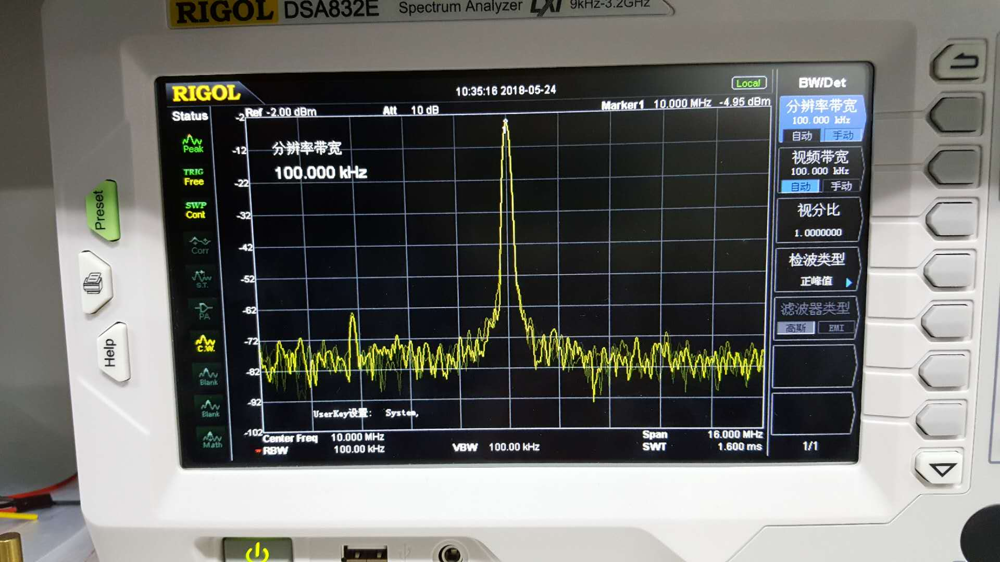 RIGOL DSA832E Spectrum Analyzer LXI 9kHz-3.2GHz
RIGOL 10:35:16 2018-05-24 Local BW/Det
Status Ref -2.00 dBm Att 10 dB Marker1 10.000 MHz -4.95 dBm
-2
-12
-22
-32
-42
-52
-62
-72
-82
-92
-102
1
分辨率带宽
100.000 kHz
UserKey设置: System,
Center Freq 10.000 MHz Span 16.000 MHz
RBW 100.00 kHz VBW 100.00 kHz SWT 1.600 ms
Peak
TRIG
Free
SWP
Cont
Corr
S.T.
PA
C.W.
Blank
Blank
Math
分辨率带宽
100.000 kHz
自动 手动
视频带宽
100.000 kHz
自动 手动
视分比
1.0000000
检波类型
正峰值
滤波器类型
高斯 EMI
1/1
Preset
Help